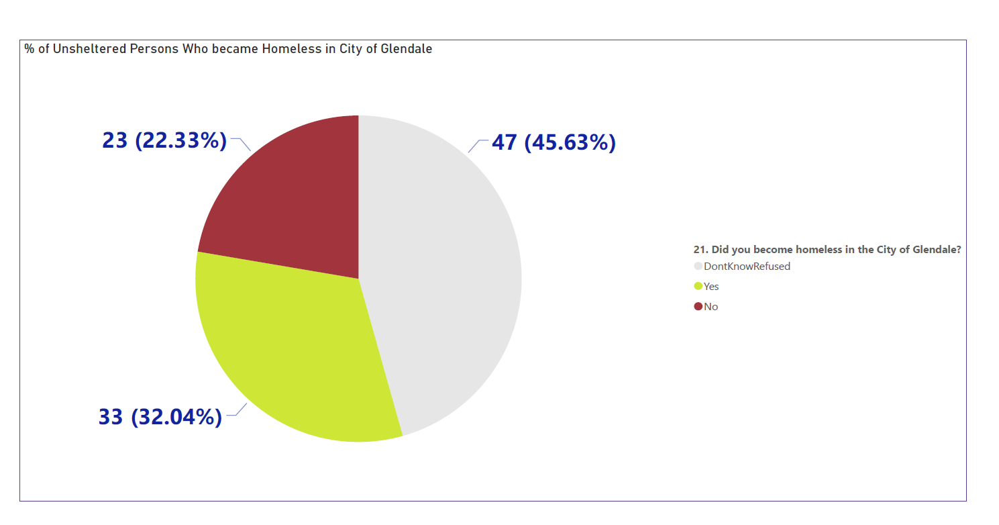 % of Unsheltered Persons Who became Homeless in City of Glendale
23 (22.33%)
47 (45.63%)
33 (32.04%)
21. Did you become homeless in the City of Glendale?
DontKnowRefused
Yes
No